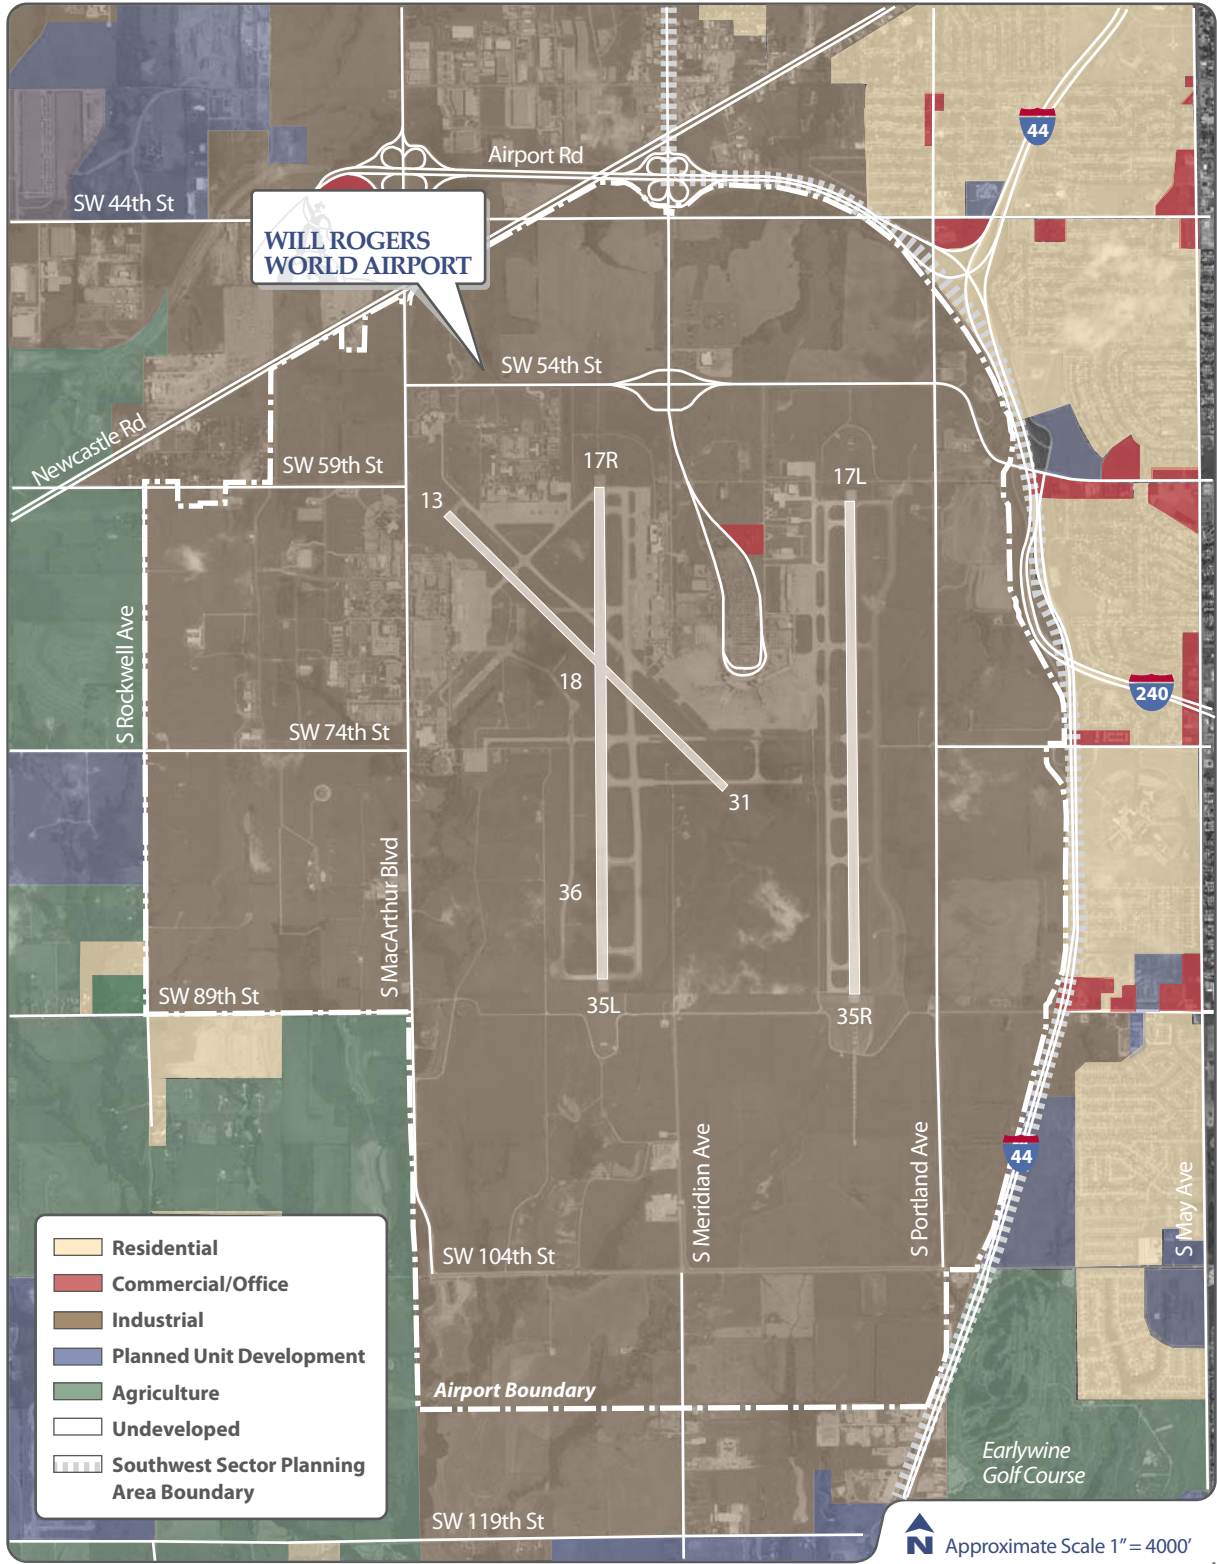 44
Airport Rd
SW 44th St
WILL ROGERS
WORLD AIRPORT
SW 54th St
Newcastle Rd
SW 59th St
17R
17L
13
S Rockwell Ave
18
240
SW 74th St
31
S MacArthur Blvd
36
SW 89th St
35L
35R
S Meridian Ave
S Portland Ave
44
S May Ave
SW 104th St
Residential
Commercial/Office
Industrial
Planned Unit Development
Agriculture
Undeveloped
Southwest Sector Planning
Area Boundary
Airport Boundary
Earlywine
Golf Course
SW 119th St
N
Approximate Scale 1” = 4000’